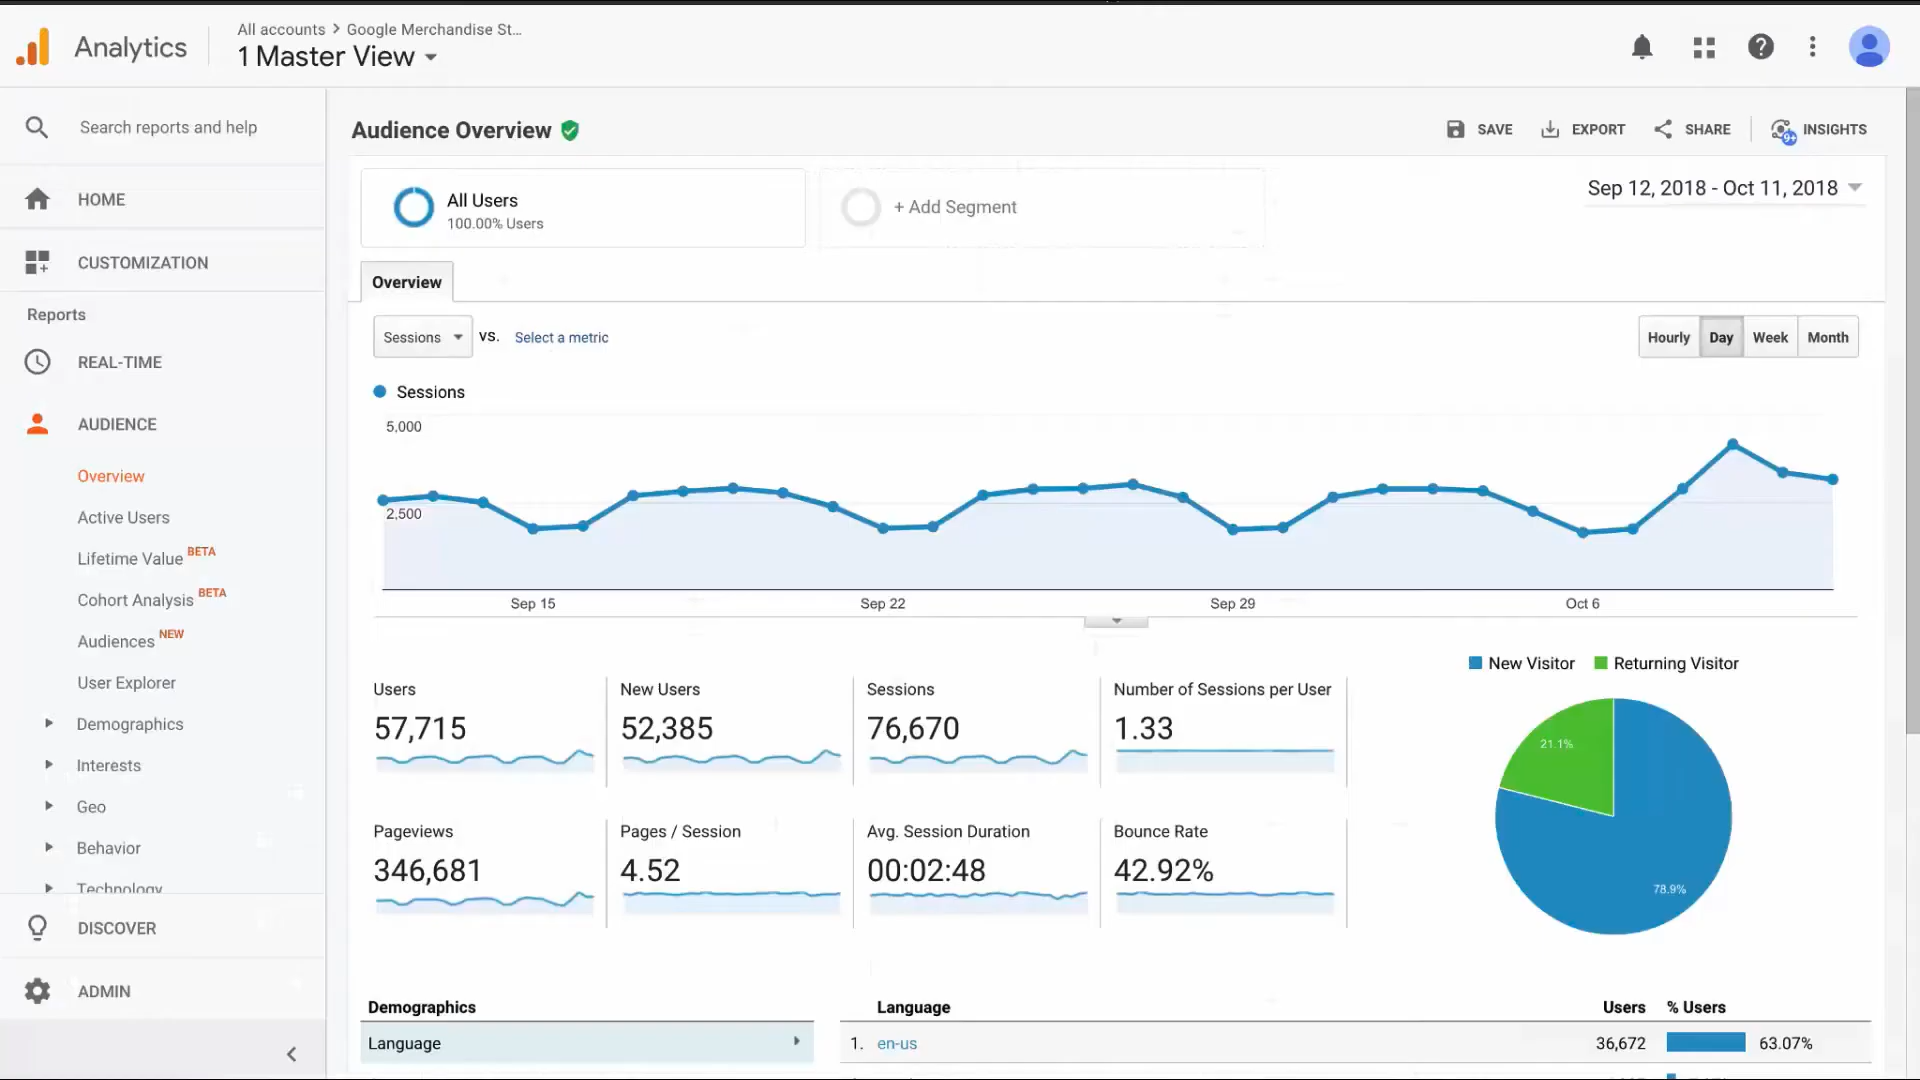 All accounts > Google Merchandise St...
Analytics
1 Master View
Search reports and help
HOME
CUSTOMIZATION
Reports
REAL-TIME
AUDIENCE
Overview
Active Users
Lifetime Value BETA
Cohort Analysis BETA
Audiences NEW
User Explorer
Demographics
Interests
Geo
Behavior
Technology
DISCOVER
ADMIN
Audience Overview
SAVE EXPORT SHARE 9+ INSIGHTS
All Users
100.00% Users
+ Add Segment
Sep 12, 2018 - Oct 11, 2018
Overview
Sessions VS. Select a metric
Hourly Day Week Month
Sessions
5,000
2,500
Sep 15 Sep 22 Sep 29 Oct 6
New Visitor Returning Visitor
21.1%
78.9%
Users New Users Sessions Number of Sessions per User
57,715 52,385 76,670 1.33
Pageviews Pages / Session Avg. Session Duration Bounce Rate
346,681 4.52 00:02:48 42.92%
Demographics Language Users % Users
Language 1. en-us 36,672 63.07%